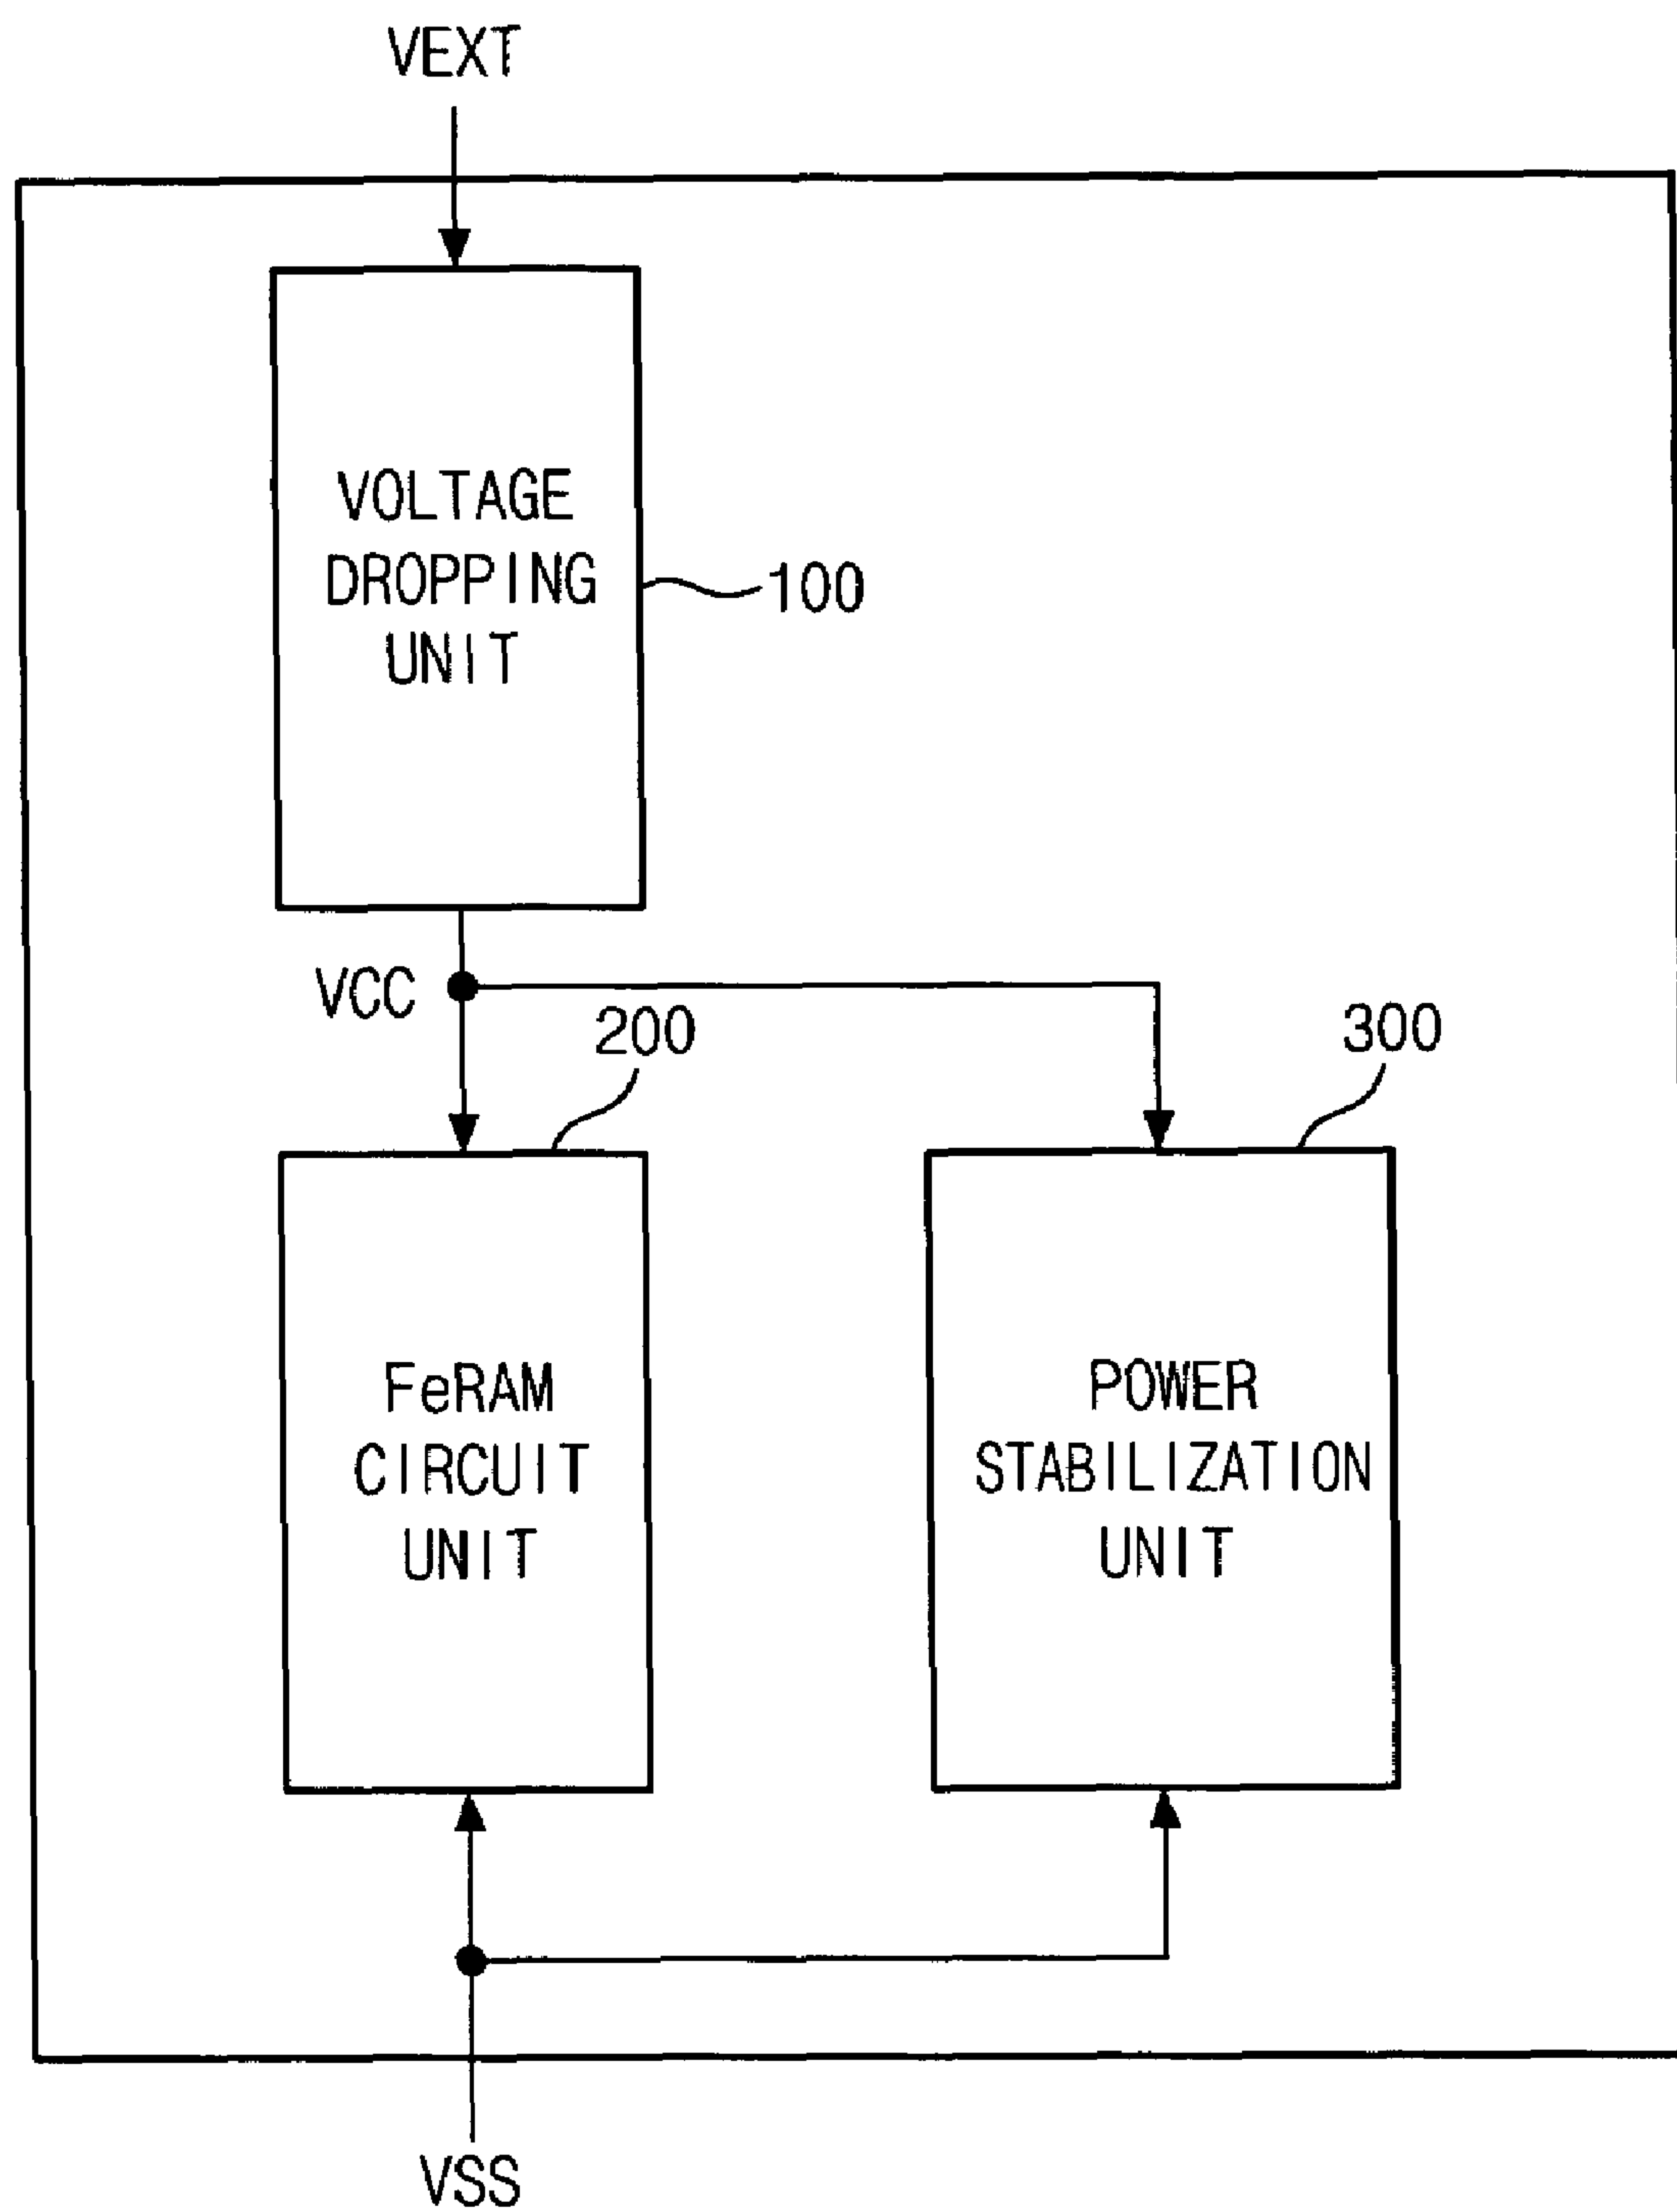 VEXT
VOLTAGE
DROPPING
UNIT
100
VCC
200
300
FeRAM
CIRCUIT
UNIT
POWER
STABILIZATION
UNIT
VSS